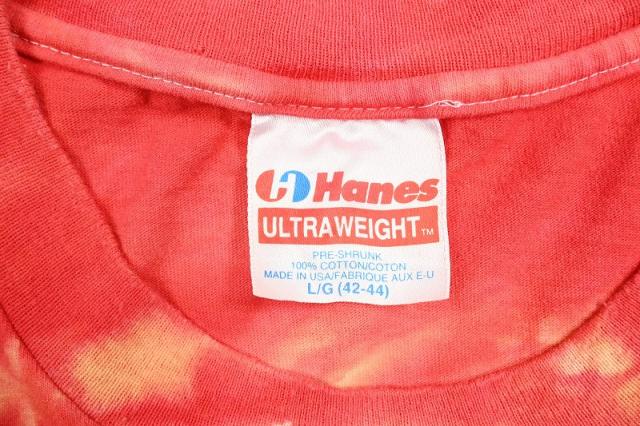 Hanes
ULTRAWEIGHT™
PRE-SHRUNK
100% COTTON/COTON
MADE IN USA/FABRIQUE AUX E-U
L/G (42-44)